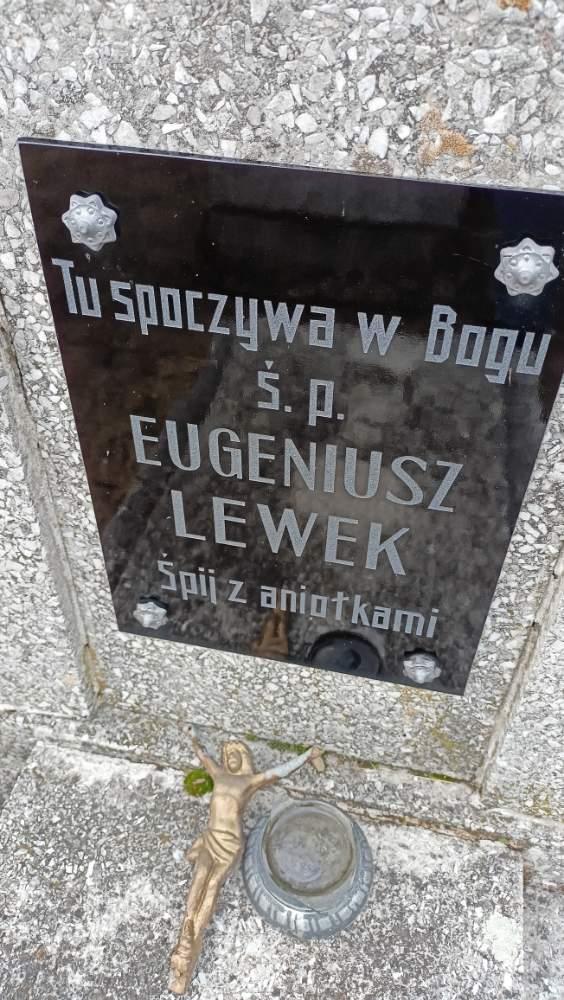 Tu spoczywa w Bogu
ś. p.
EUGENIUSZ
LEWEK
Śpij z aniołkami